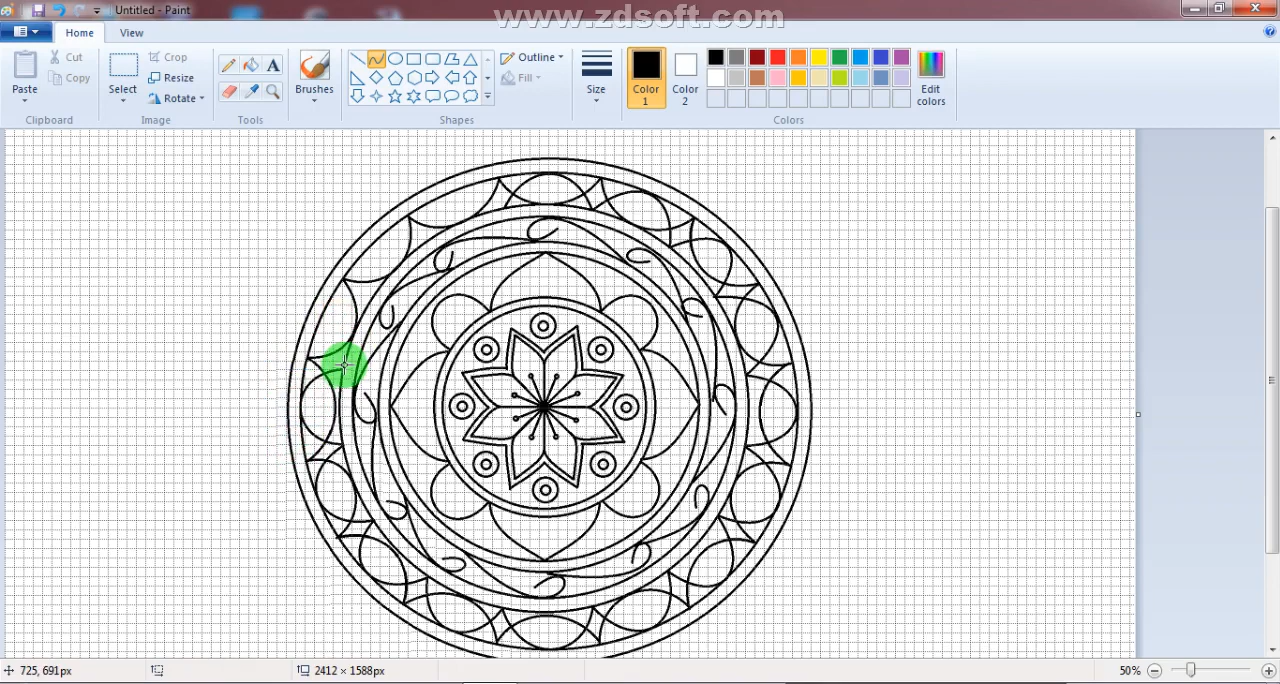 Untitled - Paint
www.zdsoft.com
Home
View
Paste
Cut
Copy
Clipboard
Select
Crop
Resize
Rotate
Image
A
Tools
Brushes
Outline
Fill
Shapes
Size
Color 1
Color 2
Edit colors
Colors
725, 691px
2412 × 1588px
50%